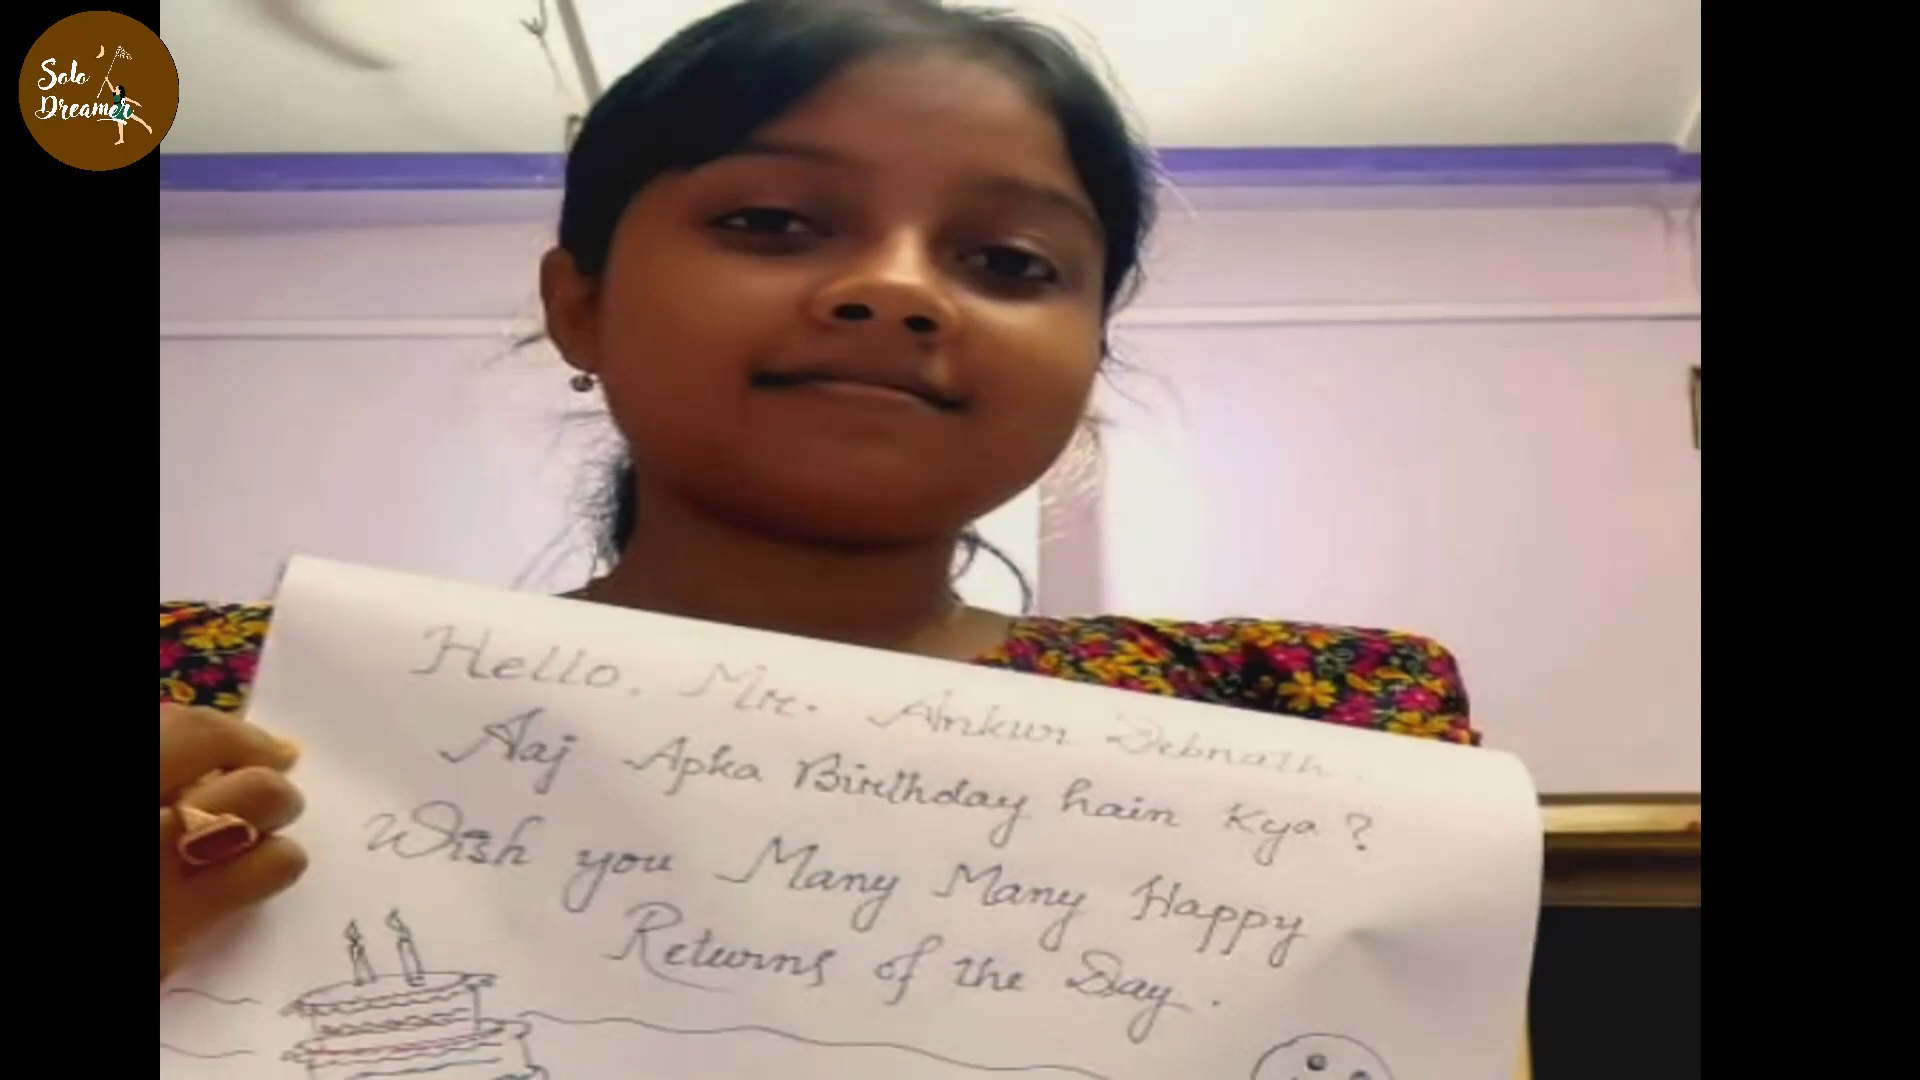 Solo
Dreamer
Hello, Mr. Ankur Debnath.
Aaj Apka Birthday hain Kya?
Wish you Many Many Happy
Returns of the Day.